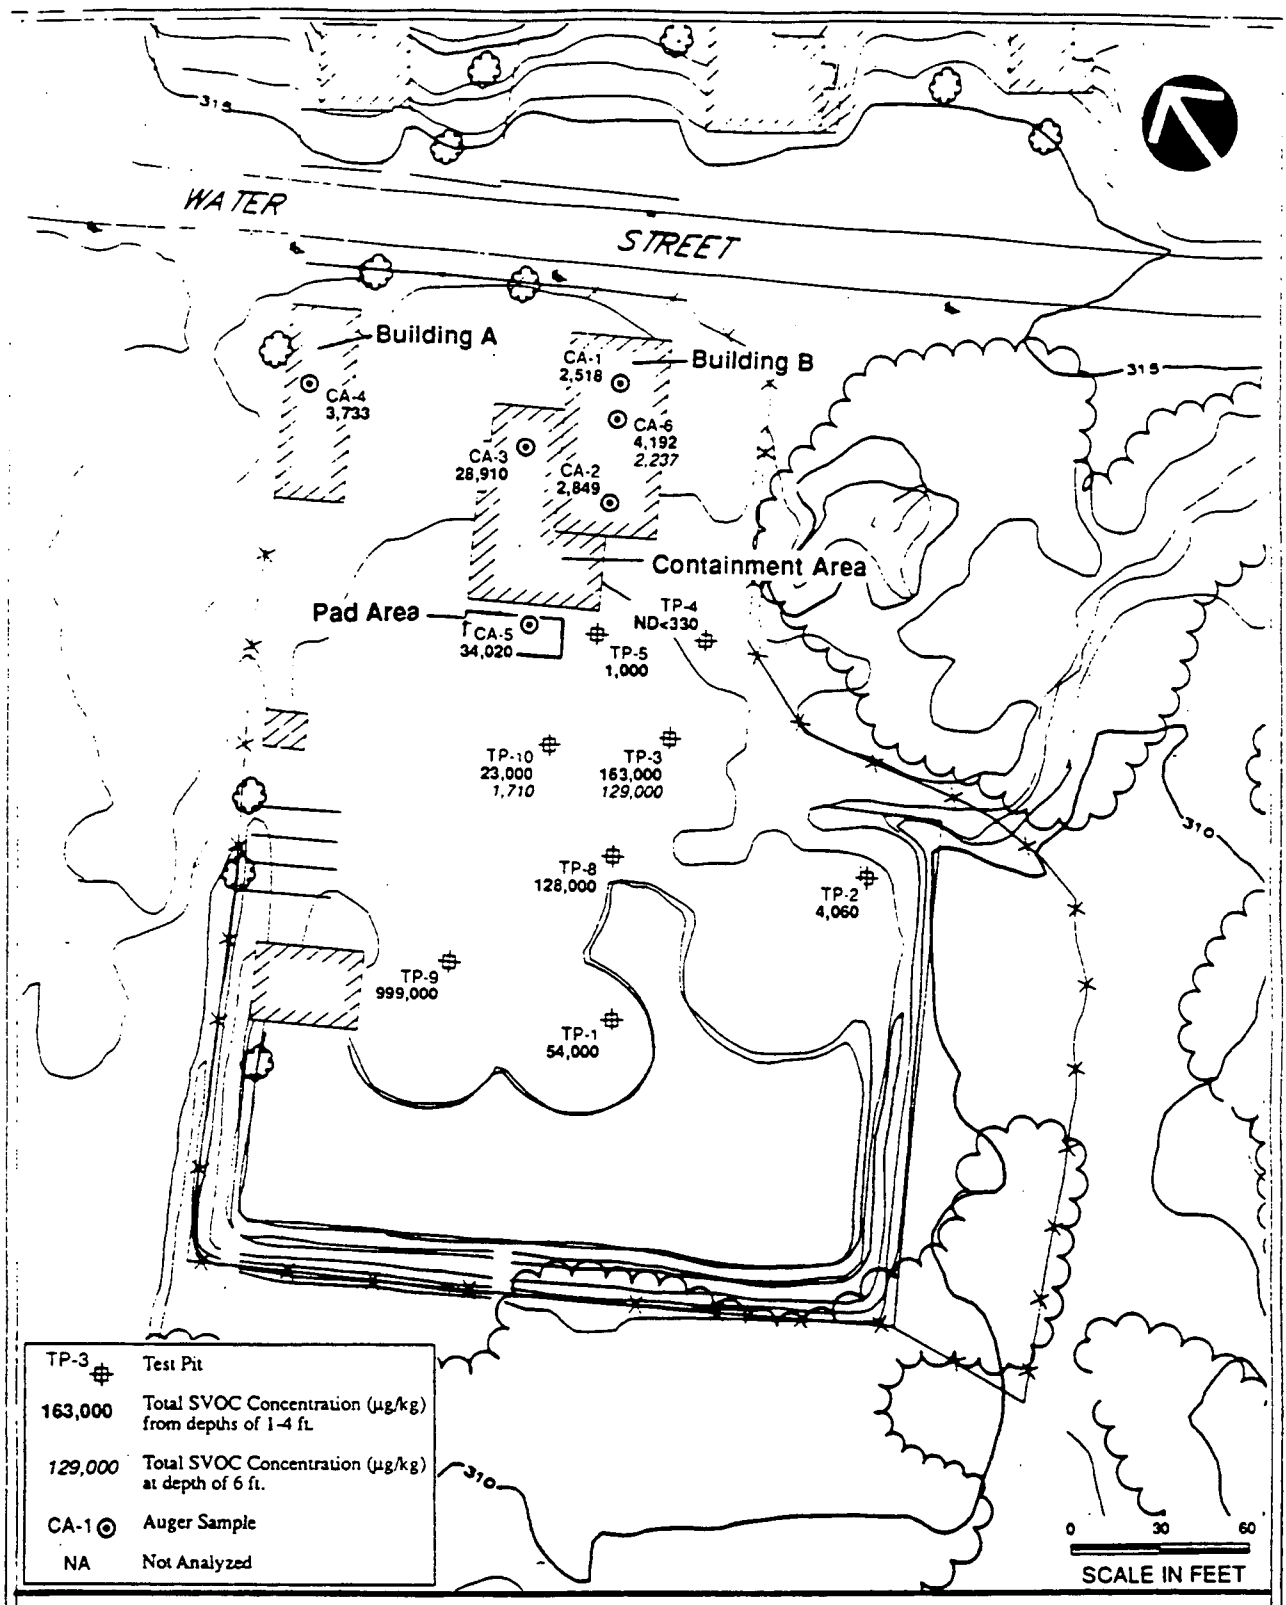 315
WATER
STREET
Building A
CA-4
3,733
CA-1
2,518
Building B
CA-6
4,192
2,237
CA-3
28,910
CA-2
2,849
315
Containment Area
Pad Area
CA-5
34,020
TP-4
ND<330
TP-5
1,000
TP-10
23,000
1,710
TP-3
163,000
129,000
310
TP-8
128,000
TP-2
4,060
TP-9
999,000
TP-1
54,000
TP-3 Test Pit
163,000 Total SVOC Concentration (µg/kg)
from depths of 1-4 ft.
129,000 Total SVOC Concentration (µg/kg)
at depth of 6 ft.
CA-1 Auger Sample
NA Not Analyzed
310
0 30 60
SCALE IN FEET